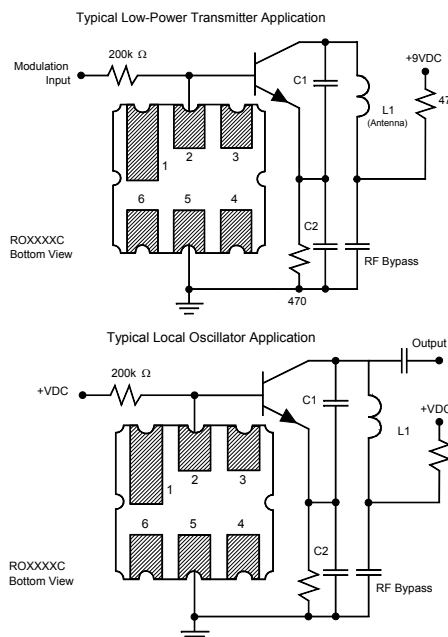 Typical Low-Power Transmitter Application
200k Ω
Modulation
Input
C1
+9VDC
47
L1
(Antenna)
1
2
3
6
5
4
C2
ROXXXXC
Bottom View
RF Bypass
470
Typical Local Oscillator Application
Output
200k Ω
+VDC
C1
+VDC
L1
1
2
3
6
5
4
C2
ROXXXXC
Bottom View
RF Bypass